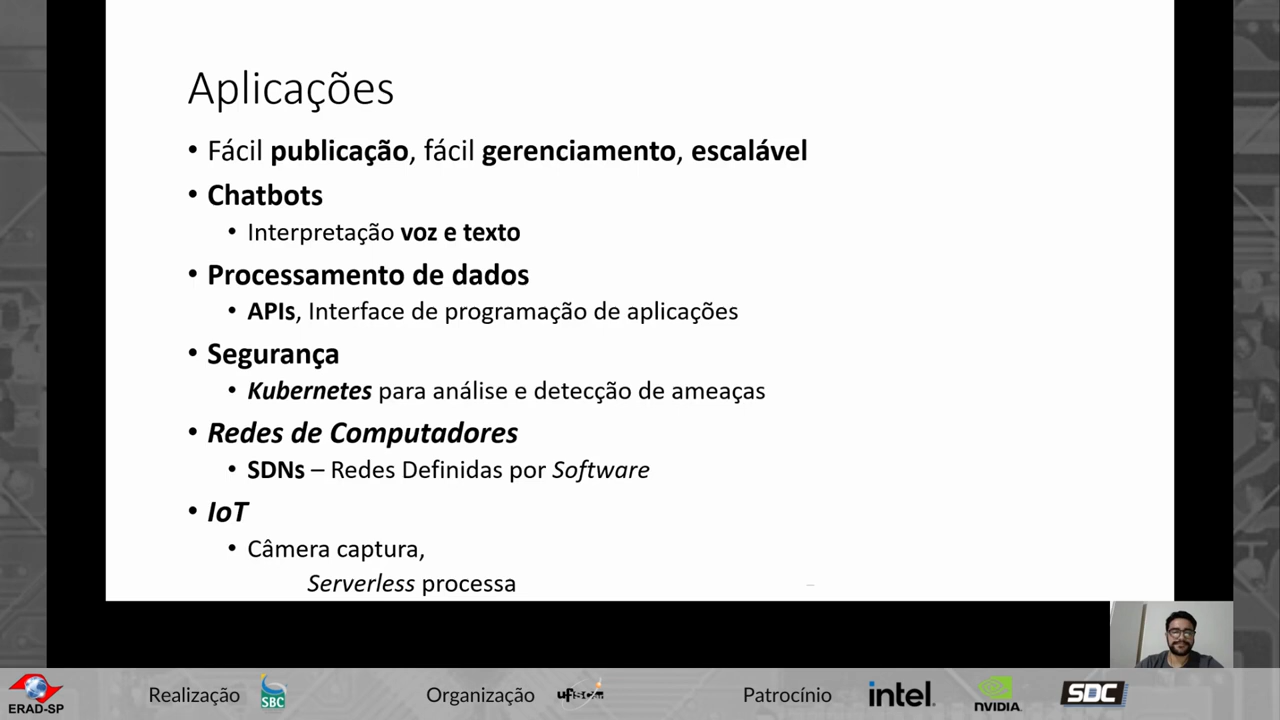 Aplicações
• Fácil publicação, fácil gerenciamento, escalável
• Chatbots
• Interpretação voz e texto
• Processamento de dados
• APIs, Interface de programação de aplicações
• Segurança
• Kubernetes para análise e detecção de ameaças
• Redes de Computadores
• SDNs – Redes Definidas por Software
• IoT
• Câmera captura,
Serverless processa
ERAD-SP
Realização
SBC
Organização
ufscar
Patrocínio
intel.
NVIDIA.
SDC